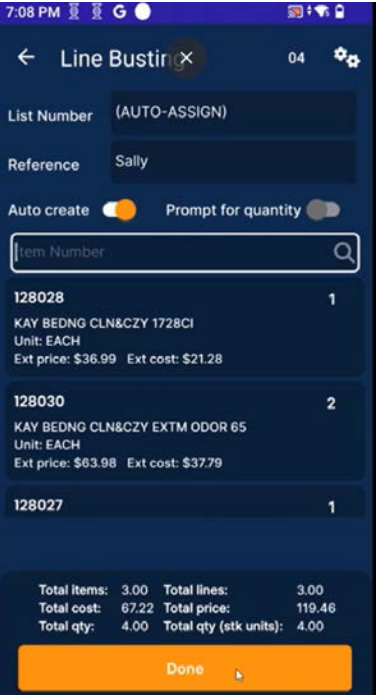 7:08 PM G
Line Bustin 04
List Number (AUTO-ASSIGN)
Reference Sally
Auto create Prompt for quantity
Item Number
128028 1
KAY BEDNG CLN&CZY 1728CI
Unit: EACH
Ext price: $36.99 Ext cost: $21.28
128030 2
KAY BEDNG CLN&CZY EXTM ODOR 65
Unit: EACH
Ext price: $63.98 Ext cost: $37.79
128027 1
Total items: 3.00 Total lines: 3.00
Total cost: 67.22 Total price: 119.46
Total qty: 4.00 Total qty (stk units): 4.00
Done